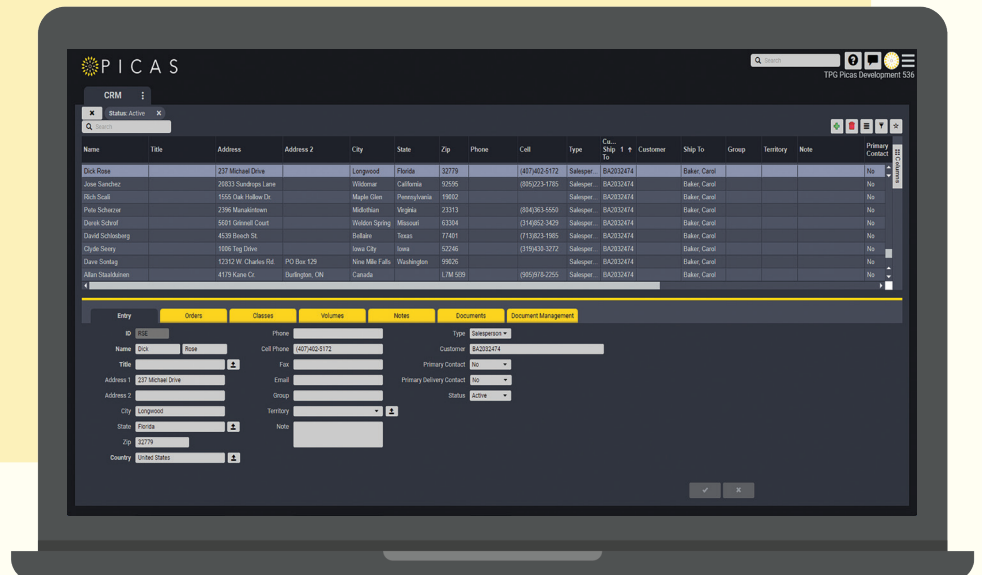 PICAS
Search
TPG Picas Development 536
CRM
Status: Active
Search
Name Title Address Address 2 City State Zip Phone Cell Type Cu... Ship To 1 Customer Ship To Group Territory Note Primary Contact
Columns
Dick Rose 237 Michael Drive Longwood Florida 32779 (407)402-5172 Salesper... BA2032474 Baker, Carol No
Jose Sanchez 20833 Sundrops Lane Wildomar California 92595 (805)223-1785 Salesper... BA2032474 Baker, Carol No
Rich Scali 1555 Oak Hollow Dr. Maple Glen Pennsylvania 19002 Salesper... BA2032474 Baker, Carol No
Pete Scherzer 2396 Manakintown Midlothian Virginia 23313 (804)363-5550 Salesper... BA2032474 Baker, Carol No
Derek Schrof 5601 Grinnell Court Weldon Spring Missouri 63304 (314)852-3429 Salesper... BA2032474 Baker, Carol No
David Schlosberg 4539 Beech St. Bellaire Texas 77401 (713)823-1985 Salesper... BA2032474 Baker, Carol No
Clyde Seery 1006 Teg Drive Iowa City Iowa 52246 (319)430-3272 Salesper... BA2032474 Baker, Carol No
Dave Sontag 12312 W. Charles Rd. PO Box 129 Nine Mile Falls Washington 99026 Salesper... BA2032474 Baker, Carol No
Allan Staalduinen 4179 Kane Cr. Burlington, ON Canada L7M 5B9 (905)978-2255 Salesper... BA2032474 Baker, Carol No
Entry Orders Classes Volumes Notes Documents Document Management
ID RSE Phone Type Salesperson
Name Dick Rose Cell Phone (407)402-5172 Customer BA2032474
Title Fax Primary Contact No
Address 1 237 Michael Drive Email Primary Delivery Contact No
Address 2 Group Status Active
City Longwood Territory
State Florida Note
Zip 32779
Country United States